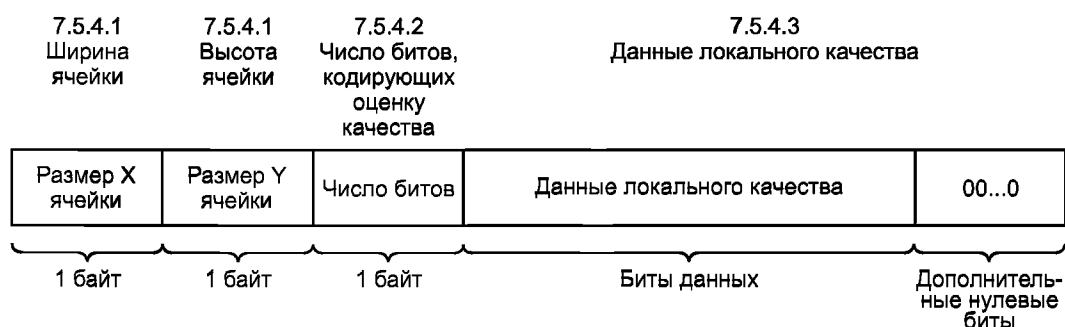 7.5.4.1
Ширина
ячейки
7.5.4.1
Высота
ячейки
7.5.4.2
Число битов,
кодирующих
оценку
качества
7.5.4.3
Данные локального качества
Размер X
ячейки
Размер Y
ячейки
Число битов
Данные локального качества
00...0
1 байт
1 байт
1 байт
Биты данных
Дополнитель-
ные нулевые
биты